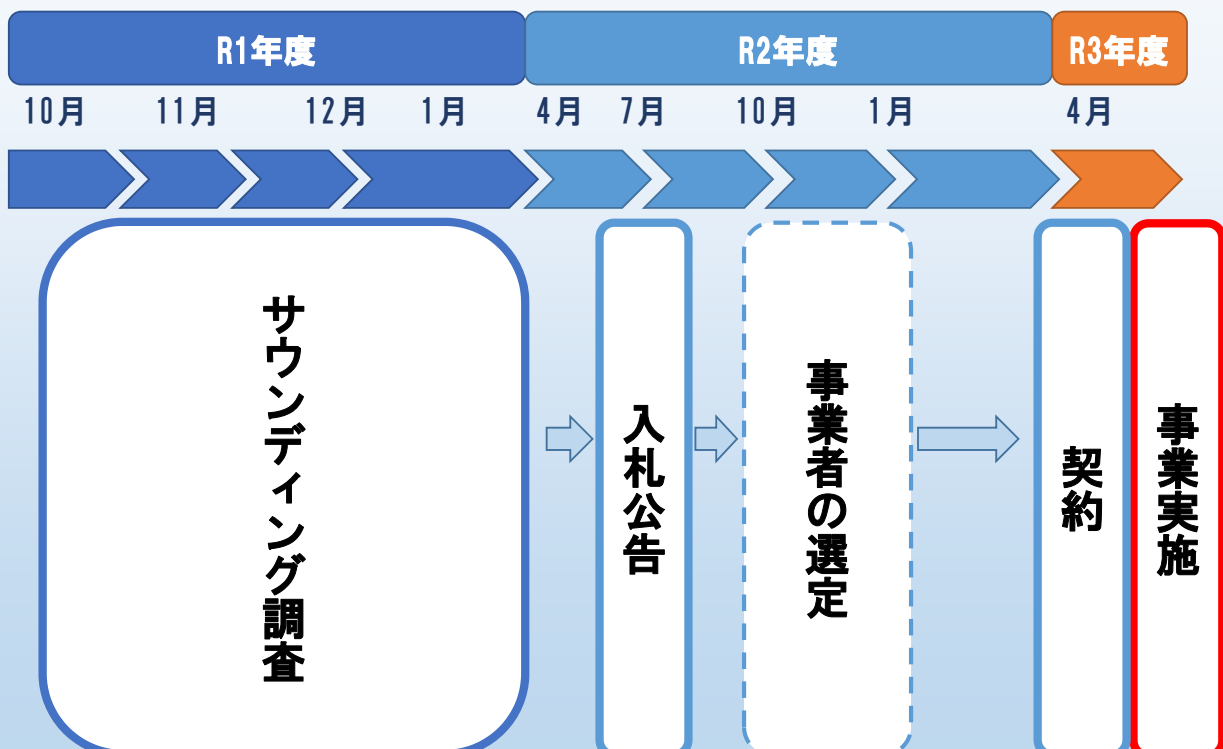 R1年度
R2年度
R3年度
10月
11月
12月
1月
4月
7月
10月
1月
4月
サウンディング調査
入札公告
事業者の選定
契約
事業実施